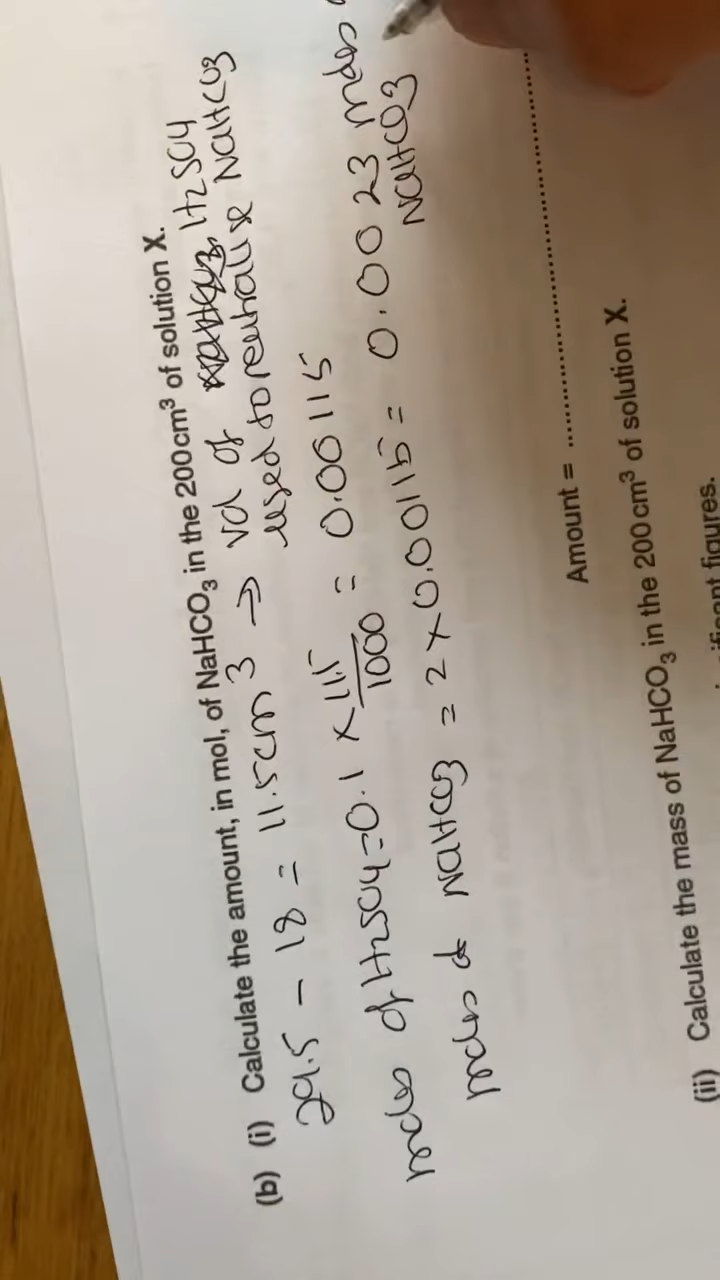 (b) (i) Calculate the amount, in mol, of NaHCO₃ in the 200 cm³ of solution X.
29.5 - 18 = 11.5cm3 → vol of H2SO4
used to neutralise NaHCO3
moles of H2SO4 = 0.1 × 11.5/1000 = 0.00115 moles
moles of NaHCO3 = 2 × 0.00115 = 0.0023
NaHCO3
Amount = ....................
(ii) Calculate the mass of NaHCO₃ in the 200 cm³ of solution X.
figures.